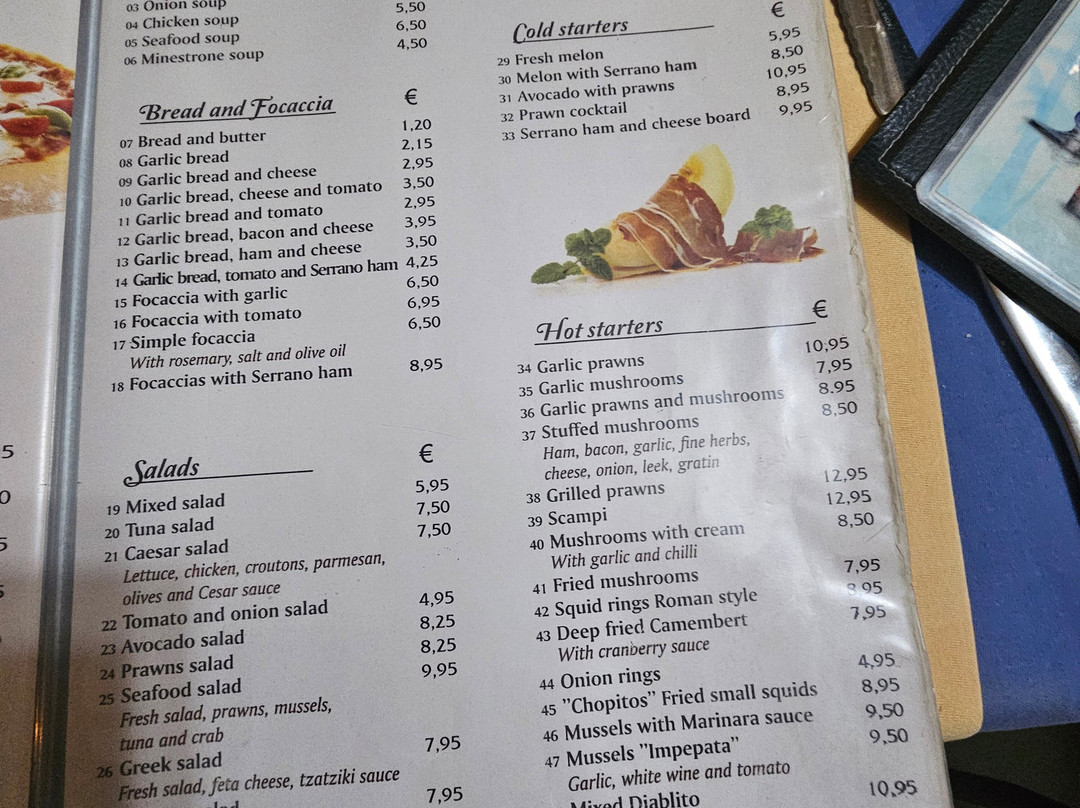 03 Onion soup
04 Chicken soup 5,50
05 Seafood soup 6,50
06 Minestrone soup 4,50
Bread and Focaccia €
07 Bread and butter 1,20
08 Garlic bread 2,15
09 Garlic bread and cheese 2,95
10 Garlic bread, cheese and tomato 3,50
11 Garlic bread and tomato 2,95
12 Garlic bread, bacon and cheese 3,95
13 Garlic bread, ham and cheese 3,50
14 Garlic bread, tomato and Serrano ham 4,25
15 Focaccia with garlic 6,50
16 Focaccia with tomato 6,95
17 Simple focaccia 6,50
With rosemary, salt and olive oil
18 Focaccias with Serrano ham 8,95
Salads €
19 Mixed salad 5,95
20 Tuna salad 7,50
21 Caesar salad 7,50
Lettuce, chicken, croutons, parmesan,
olives and Cesar sauce
22 Tomato and onion salad 4,95
23 Avocado salad 8,25
24 Prawns salad 8,25
25 Seafood salad 9,95
Fresh salad, prawns, mussels,
tuna and crab
26 Greek salad 7,95
Fresh salad, feta cheese, tzatziki sauce
7,95
Cold starters €
29 Fresh melon 5,95
30 Melon with Serrano ham 8,50
31 Avocado with prawns 10,95
32 Prawn cocktail 8,95
33 Serrano ham and cheese board 9,95
Hot starters €
34 Garlic prawns 10,95
35 Garlic mushrooms 7,95
36 Garlic prawns and mushrooms 8.95
37 Stuffed mushrooms 8,50
Ham, bacon, garlic, fine herbs,
cheese, onion, leek, gratin
38 Grilled prawns 12,95
39 Scampi 12,95
40 Mushrooms with cream 8,50
With garlic and chilli
41 Fried mushrooms 7,95
42 Squid rings Roman style 8,95
43 Deep fried Camembert 7,95
With cranberry sauce
44 Onion rings 4,95
45 "Chopitos" Fried small squids 8,95
46 Mussels with Marinara sauce 9,50
47 Mussels "Impepata" 9,50
Garlic, white wine and tomato
Mixed Diablito 10,95